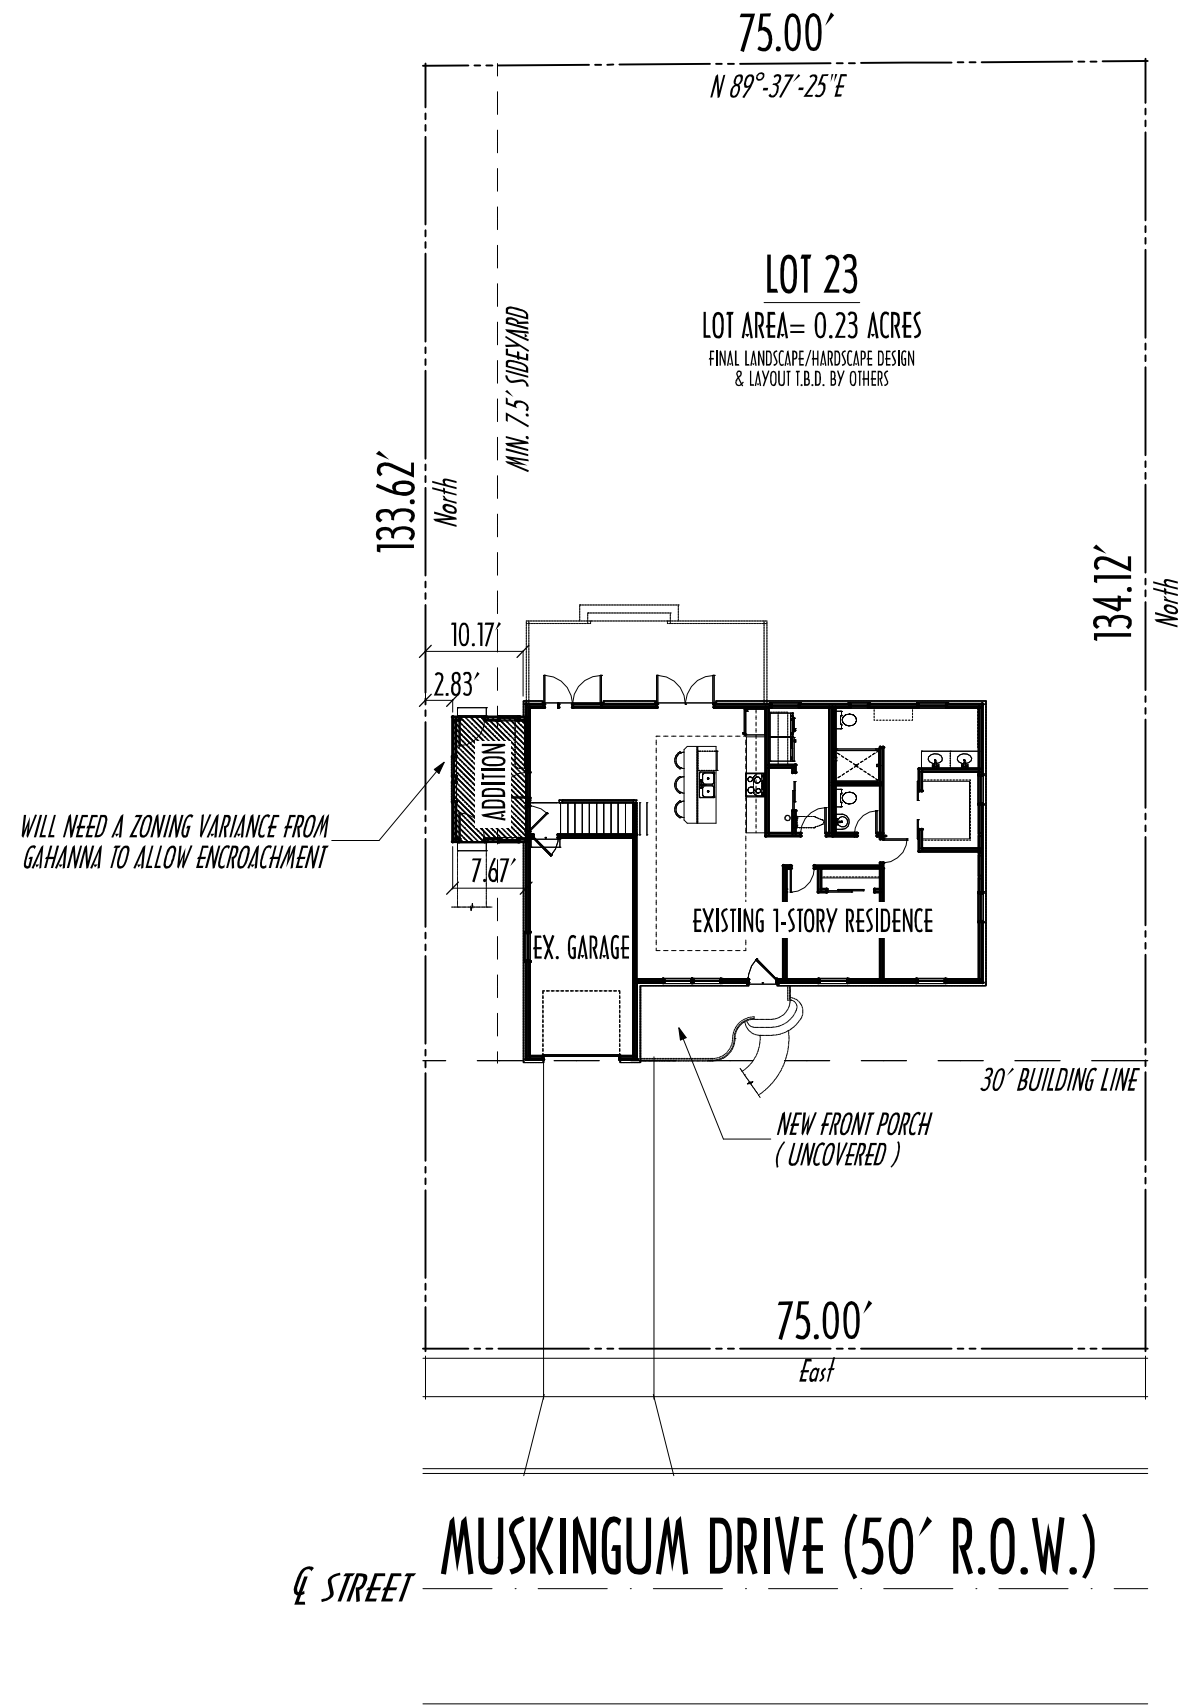 75.00′
N 89°-37′-25"E
LOT 23
LOT AREA= 0.23 ACRES
FINAL LANDSCAPE/HARDSCAPE DESIGN
& LAYOUT T.B.D. BY OTHERS
MIN. 7.5′ SIDEYARD
133.62′
North
134.12′
North
10.17′
2.83′
ADDITION
WILL NEED A ZONING VARIANCE FROM
GAHANNA TO ALLOW ENCROACHMENT
7.67′
EXISTING 1-STORY RESIDENCE
EX. GARAGE
30′ BUILDING LINE
NEW FRONT PORCH
( UNCOVERED )
75.00′
East
MUSKINGUM DRIVE (50′ R.O.W.)
℄ STREET